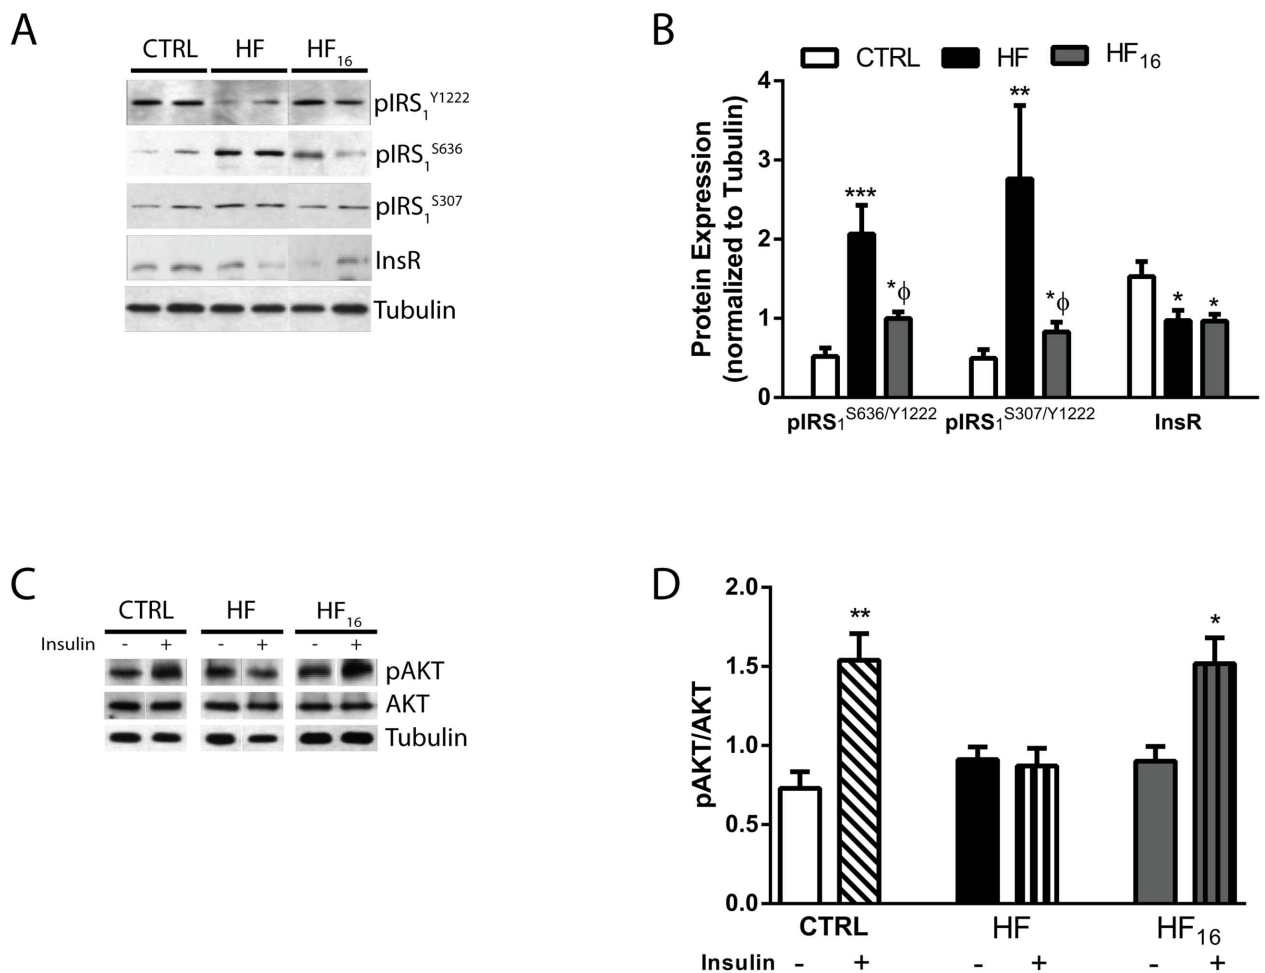 A
CTRL HF HF16
pIRS1Y1222
pIRS1S636
pIRS1S307
InsR
Tubulin
B
CTRL HF HF16
Protein Expression
(normalized to Tubulin)
4
3
2
1
0
***
*ϕ
**
*ϕ
*
*
pIRS1S636/Y1222 pIRS1S307/Y1222 InsR
C
CTRL HF HF16
Insulin - + - + - +
pAKT
AKT
Tubulin
D
pAKT/AKT
2.0
1.5
1.0
0.5
0.0
**
*
CTRL HF HF16
Insulin - + - + - +